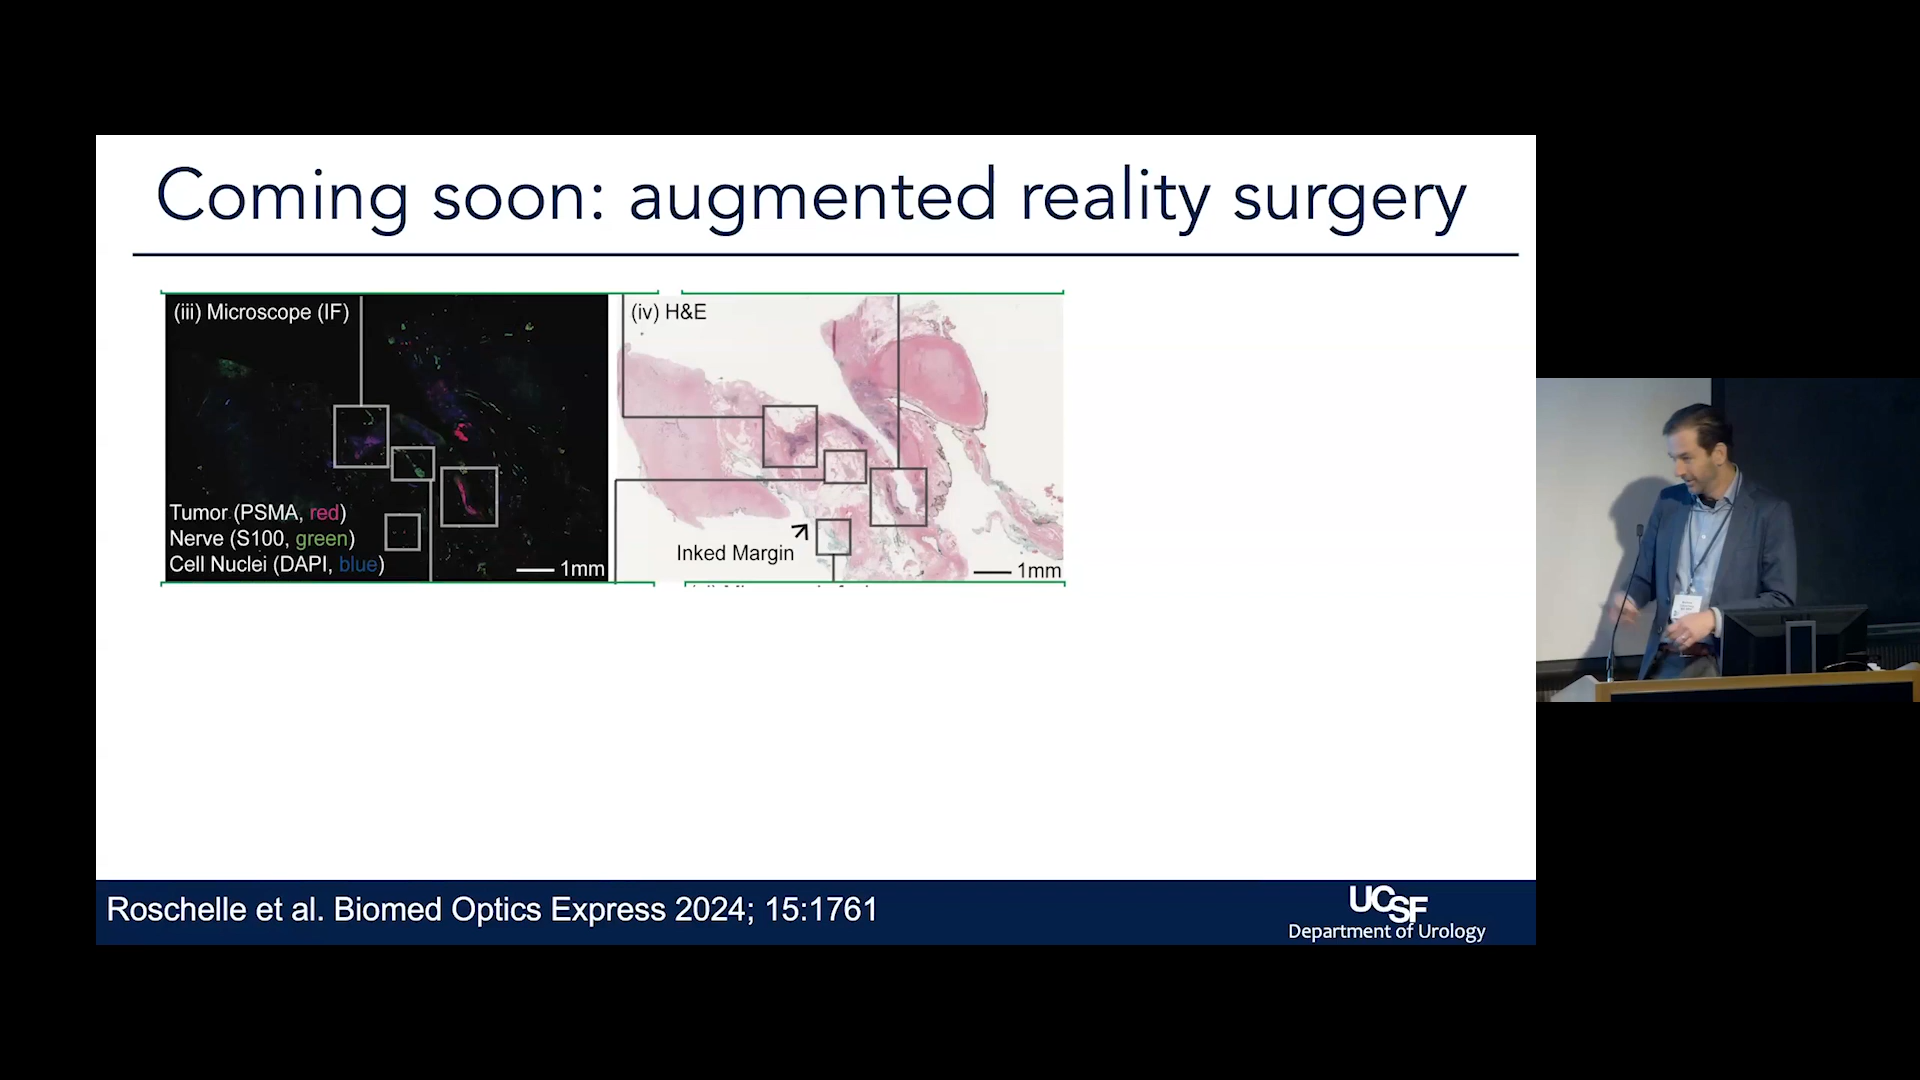 Coming soon: augmented reality surgery
(iii) Microscope (IF)
Tumor (PSMA, red)
Nerve (S100, green)
Cell Nuclei (DAPI, blue)
1mm
(iv) H&E
Inked Margin
1mm
Roschelle et al. Biomed Optics Express 2024; 15:1761
UCSF
Department of Urology